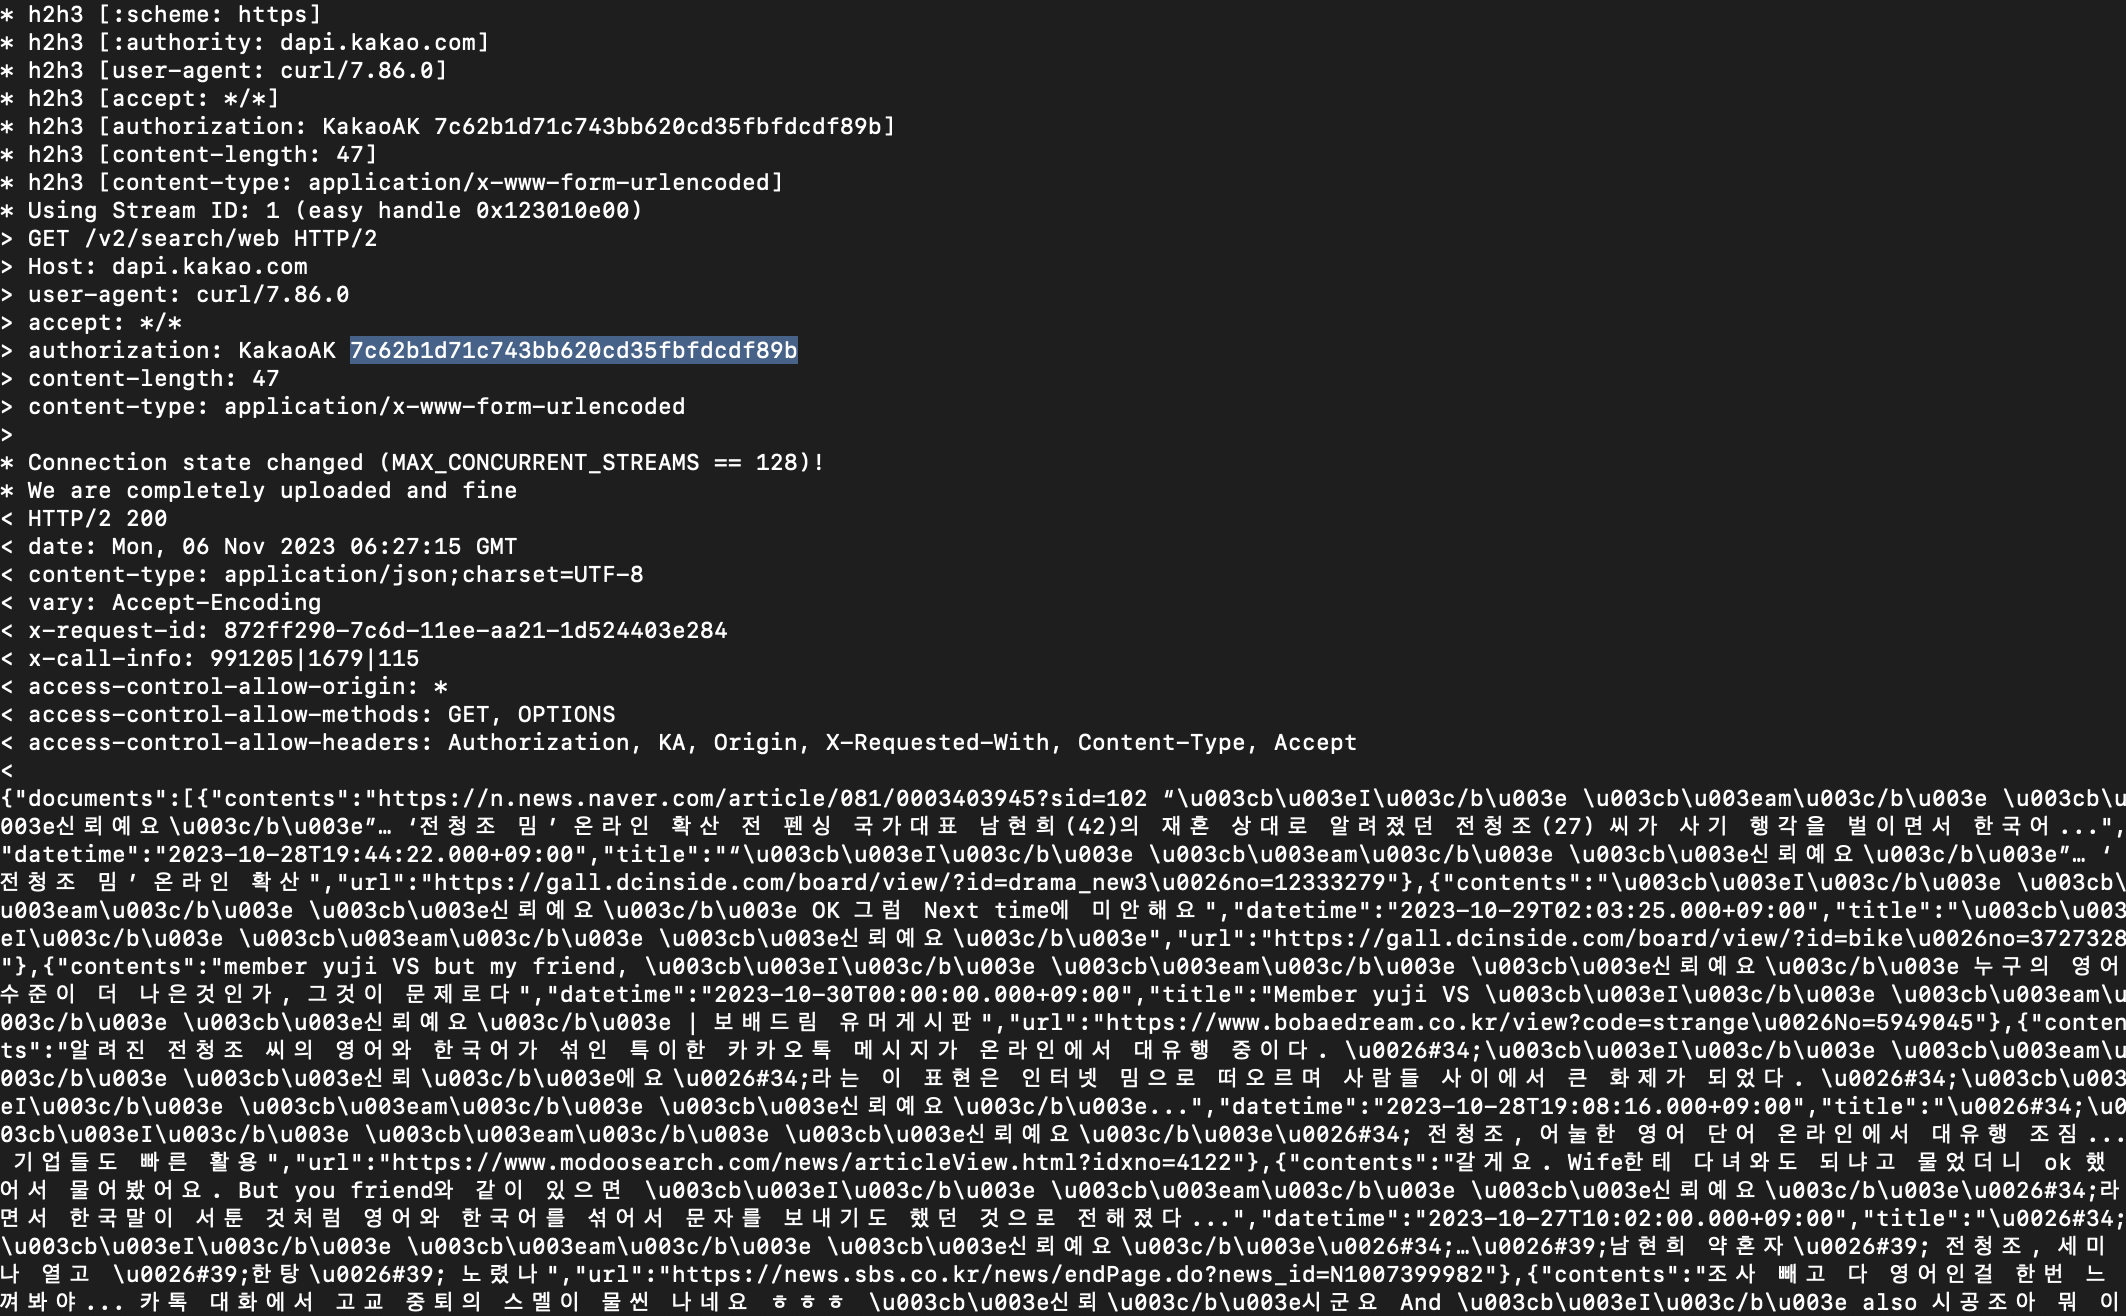 * h2h3 [:scheme: https]
* h2h3 [:authority: dapi.kakao.com]
* h2h3 [user-agent: curl/7.86.0]
* h2h3 [accept: */*]
* h2h3 [authorization: KakaoAK 7c62b1d71c743bb620cd35fbfdcdf89b]
* h2h3 [content-length: 47]
* h2h3 [content-type: application/x-www-form-urlencoded]
* Using Stream ID: 1 (easy handle 0x123010e00)
> GET /v2/search/web HTTP/2
> Host: dapi.kakao.com
> user-agent: curl/7.86.0
> accept: */*
> authorization: KakaoAK 7c62b1d71c743bb620cd35fbfdcdf89b
> content-length: 47
> content-type: application/x-www-form-urlencoded
>
* Connection state changed (MAX_CONCURRENT_STREAMS == 128)!
* We are completely uploaded and fine
< HTTP/2 200
< date: Mon, 06 Nov 2023 06:27:15 GMT
< content-type: application/json;charset=UTF-8
< vary: Accept-Encoding
< x-request-id: 872ff290-7c6d-11ee-aa21-1d524403e284
< x-call-info: 991205|1679|115
< access-control-allow-origin: *
< access-control-allow-methods: GET, OPTIONS
< access-control-allow-headers: Authorization, KA, Origin, X-Requested-With, Content-Type, Accept
<
{"documents":[{"contents":"https://n.news.naver.com/article/081/0003403945?sid=102 “\u003cb\u003eI\u003c/b\u003e \u003cb\u003eam\u003c/b\u003e \u003cb\u
003e신뢰예요\u003c/b\u003e”… ‘전청조 밈’ 온라인 확산 전 펜싱 국가대표 남현희(42)의 재혼 상대로 알려졌던 전청조(27) 씨가 사기 행각을 벌이면서 한국어...",
"datetime":"2023-10-28T19:44:22.000+09:00","title":"“\u003cb\u003eI\u003c/b\u003e \u003cb\u003eam\u003c/b\u003e \u003cb\u003e신뢰예요\u003c/b\u003e”… ‘
전청조 밈’ 온라인 확산","url":"https://gall.dcinside.com/board/view/?id=drama_new3\u0026no=12333279"},{"contents":"\u003cb\u003eI\u003c/b\u003e \u003cb\
u003eam\u003c/b\u003e \u003cb\u003e신뢰예요\u003c/b\u003e OK 그럼 Next time에 미안해요","datetime":"2023-10-29T02:03:25.000+09:00","title":"\u003cb\u003
eI\u003c/b\u003e \u003cb\u003eam\u003c/b\u003e \u003cb\u003e신뢰예요\u003c/b\u003e","url":"https://gall.dcinside.com/board/view/?id=bike\u0026no=3727328
"},{"contents":"member yuji VS but my friend, \u003cb\u003eI\u003c/b\u003e \u003cb\u003eam\u003c/b\u003e \u003cb\u003e신뢰예요\u003c/b\u003e 누구의 영어
수준이 더 나은것인가, 그것이 문제로다","datetime":"2023-10-30T00:00:00.000+09:00","title":"Member yuji VS \u003cb\u003eI\u003c/b\u003e \u003cb\u003eam\u
003c/b\u003e \u003cb\u003e신뢰예요\u003c/b\u003e | 보배드림 유머게시판","url":"https://www.bobaedream.co.kr/view?code=strange\u0026No=5949045"},{"conten
ts":"알려진 전청조 씨의 영어와 한국어가 섞인 특이한 카카오톡 메시지가 온라인에서 대유행 중이다. \u0026#34;\u003cb\u003eI\u003c/b\u003e \u003cb\u003eam\u
003c/b\u003e \u003cb\u003e신뢰\u003c/b\u003e에요\u0026#34;라는 이 표현은 인터넷 밈으로 떠오르며 사람들 사이에서 큰 화제가 되었다. \u0026#34;\u003cb\u003
eI\u003c/b\u003e \u003cb\u003eam\u003c/b\u003e \u003cb\u003e신뢰예요\u003c/b\u003e...","datetime":"2023-10-28T19:08:16.000+09:00","title":"\u0026#34;\u0
03cb\u003eI\u003c/b\u003e \u003cb\u003eam\u003c/b\u003e \u003cb\u003e신뢰예요\u003c/b\u003e\u0026#34; 전청조, 어눌한 영어 단어 온라인에서 대유행 조짐...
기업들도 빠른 활용","url":"https://www.modoosearch.com/news/articleView.html?idxno=4122"},{"contents":"갈게요. Wife한테 다녀와도 되냐고 물었더니 ok했
어서 물어봤어요. But you friend와 같이 있으면 \u003cb\u003eI\u003c/b\u003e \u003cb\u003eam\u003c/b\u003e \u003cb\u003e신뢰예요\u003c/b\u003e\u0026#34;라
면서 한국말이 서툰 것처럼 영어와 한국어를 섞어서 문자를 보내기도 했던 것으로 전해졌다...","datetime":"2023-10-27T10:02:00.000+09:00","title":"\u0026#34;
\u003cb\u003eI\u003c/b\u003e \u003cb\u003eam\u003c/b\u003e \u003cb\u003e신뢰예요\u003c/b\u003e\u0026#34;…\u0026#39;남현희 약혼자\u0026#39; 전청조, 세미
나 열고 \u0026#39;한탕\u0026#39; 노렸나","url":"https://news.sbs.co.kr/news/endPage.do?news_id=N1007399982"},{"contents":"조사 빼고 다 영어인걸 한번 느
껴봐야... 카톡 대화에서 고교 중퇴의 스멜이 물씬 나네요 ㅎㅎㅎ \u003cb\u003e신뢰\u003c/b\u003e시군요 And \u003cb\u003eI\u003c/b\u003e also 시공조아 뭐 이